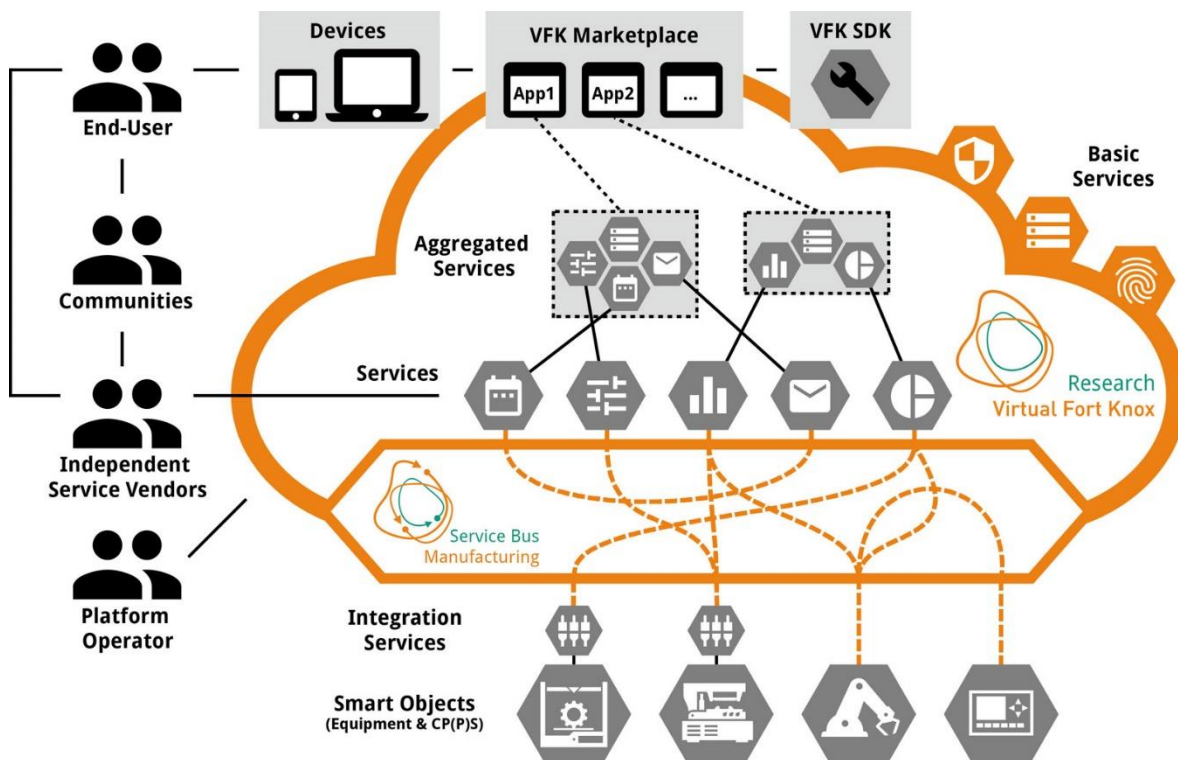 Devices
VFK Marketplace
VFK SDK
App1
App2
...
End-User
Basic
Services
Aggregated
Services
Communities
Services
Research
Virtual Fort Knox
Independent
Service Vendors
Service Bus
Manufacturing
Platform
Operator
Integration
Services
Smart Objects
(Equipment & CP(P)S)